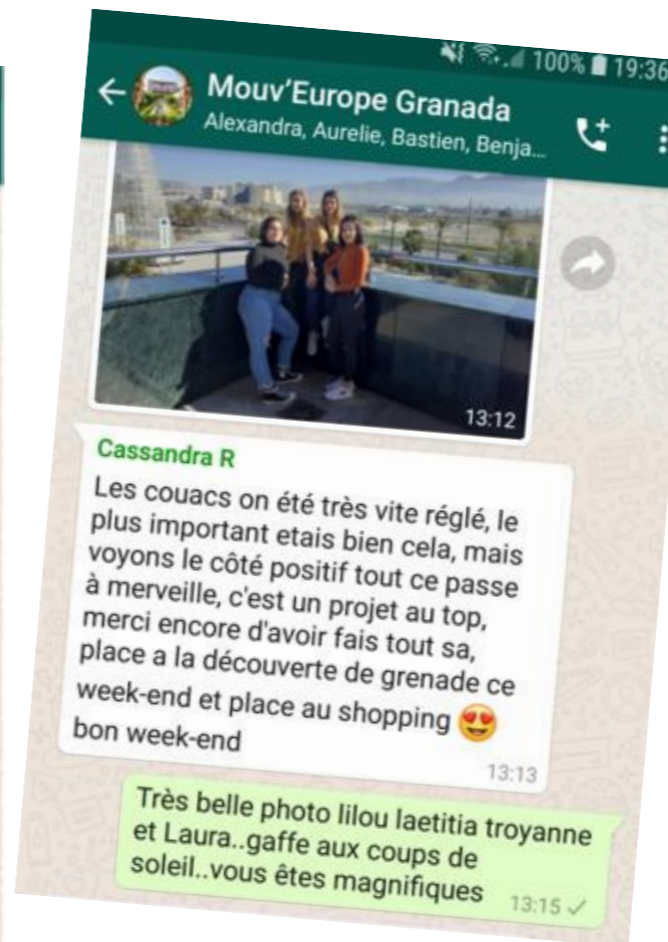 100% 19:36
Mouv'Europe Granada
Alexandra, Aurelie, Bastien, Benja...
13:12
Cassandra R
Les couacs on été très vite réglé, le
plus important etais bien cela, mais
voyons le côté positif tout ce passe
à merveille, c'est un projet au top,
merci encore d'avoir fais tout sa,
place a la découverte de grenade ce
week-end et place au shopping 😍
bon week-end
13:13
Très belle photo lilou laetitia troyanne
et Laura..gaffe aux coups de
soleil..vous êtes magnifiques
13:15